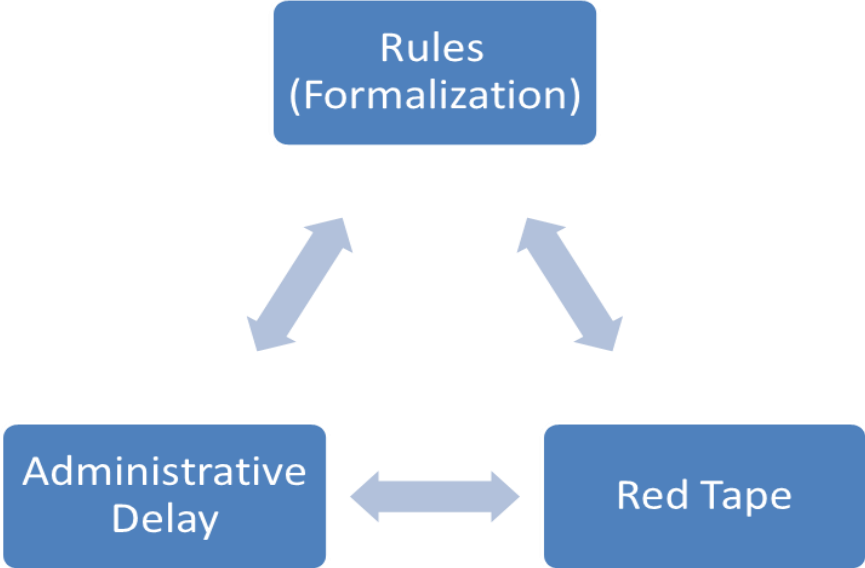 Rules
(Formalization)
Administrative
Delay
Red Tape